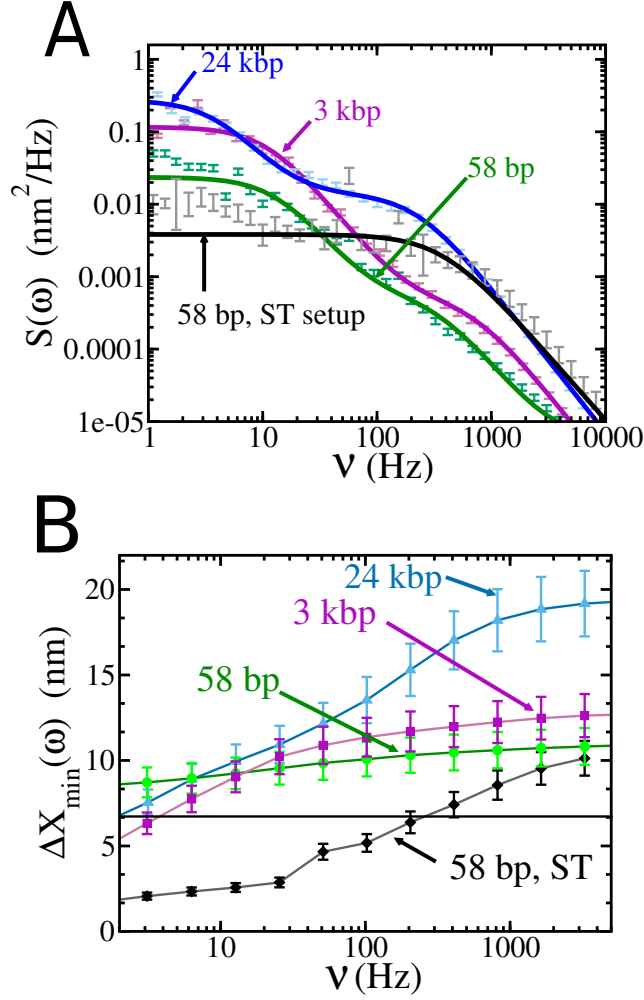 A
S(ω) (nm²/Hz)
1
0.1
0.01
0.001
0.0001
1e-05
24 kbp
3 kbp
58 bp
58 bp, ST setup
1 10 100 1000 10000
ν (Hz)
B
ΔX_min(ω) (nm)
20
15
10
5
0
24 kbp
3 kbp
58 bp
58 bp, ST
10 100 1000
ν (Hz)